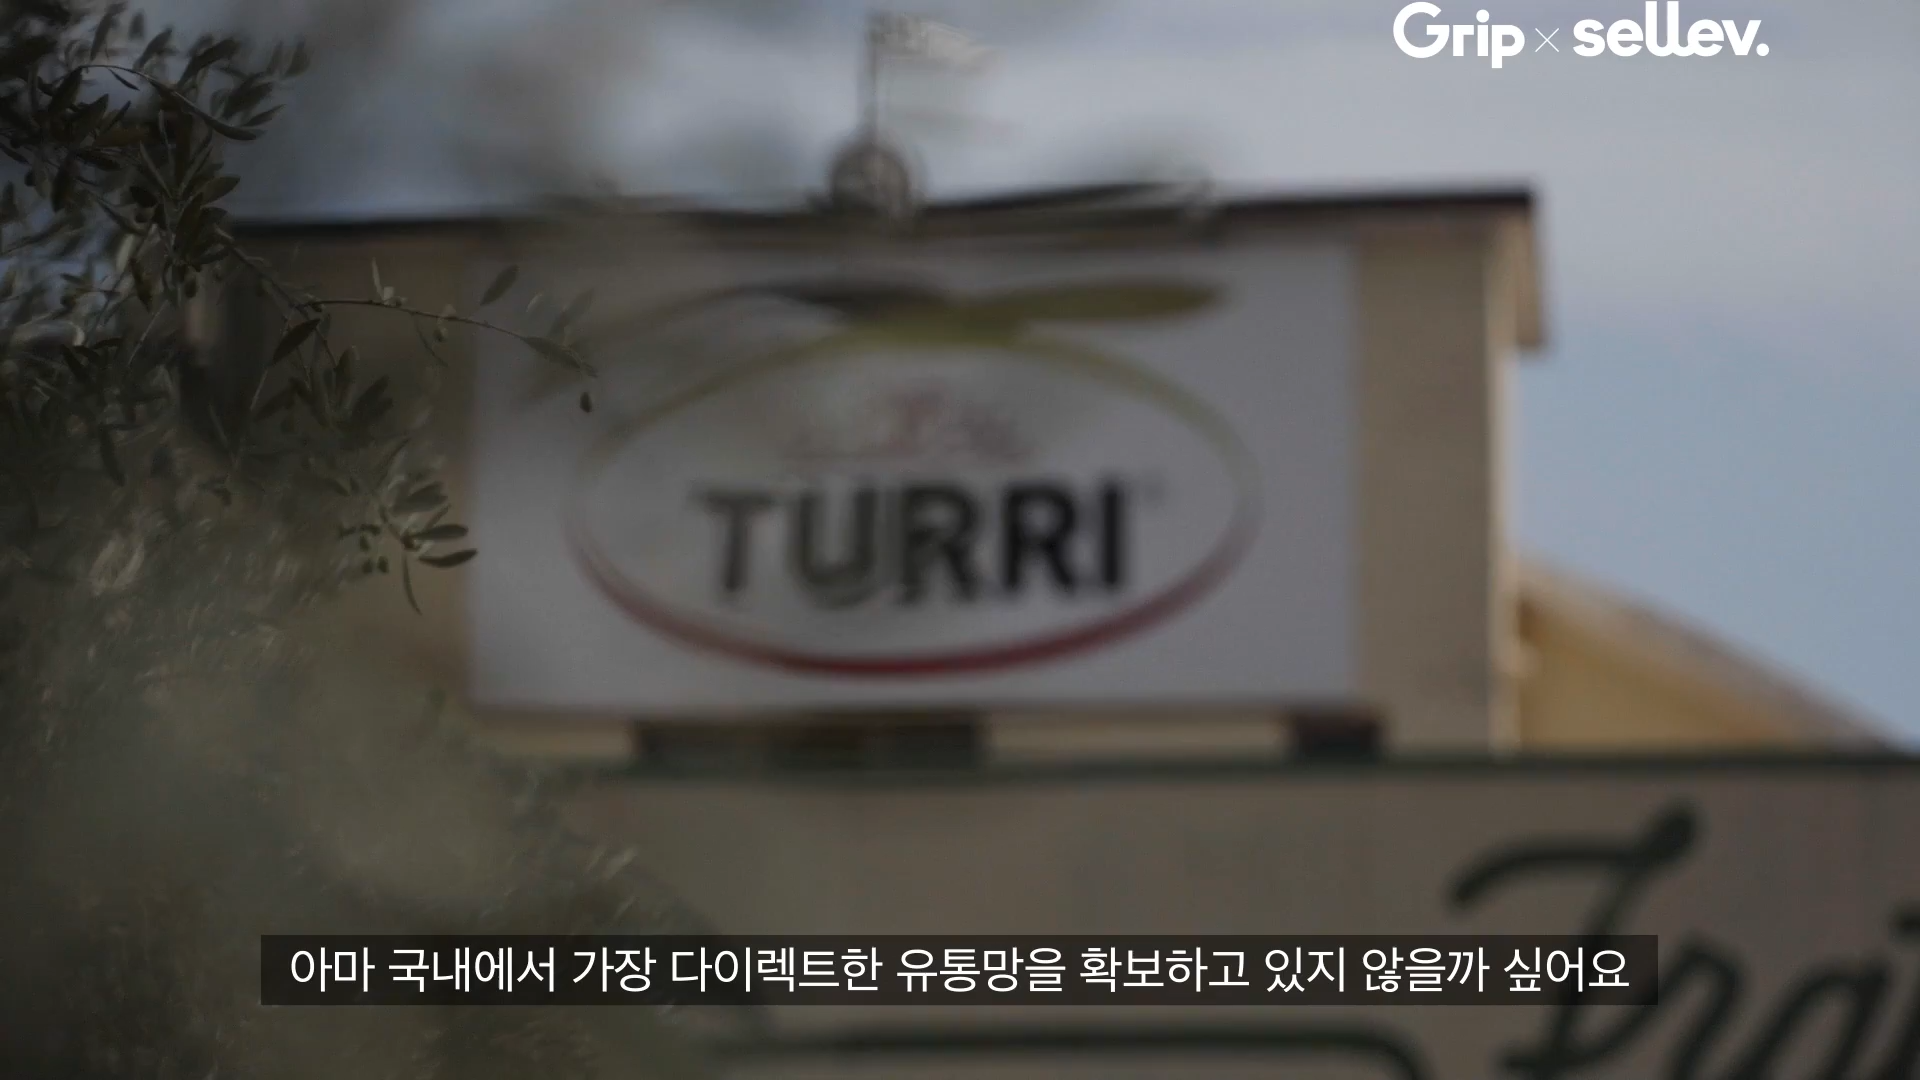 Grip × sellev.
TURRI
아마 국내에서 가장 다이렉트한 유통망을 확보하고 있지 않을까 싶어요